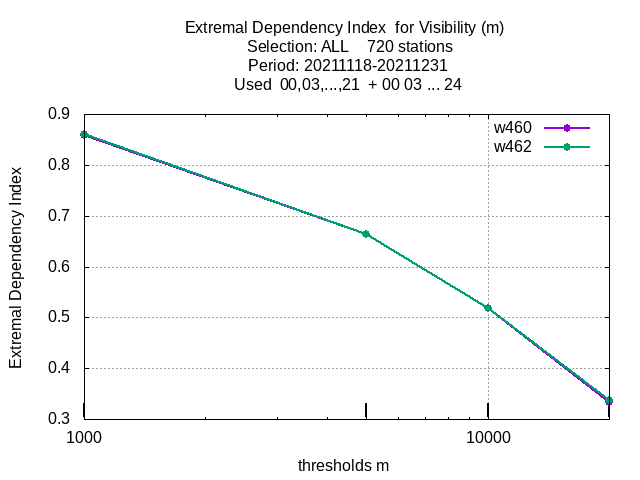 Extremal Dependency Index  for Visibility (m)
Selection: ALL    720 stations
Period: 20211118-20211231
Used  00,03,...,21  + 00 03 ... 24
w460
w462
0.9
0.8
0.7
0.6
0.5
0.4
0.3
Extremal Dependency Index
1000
10000
thresholds m